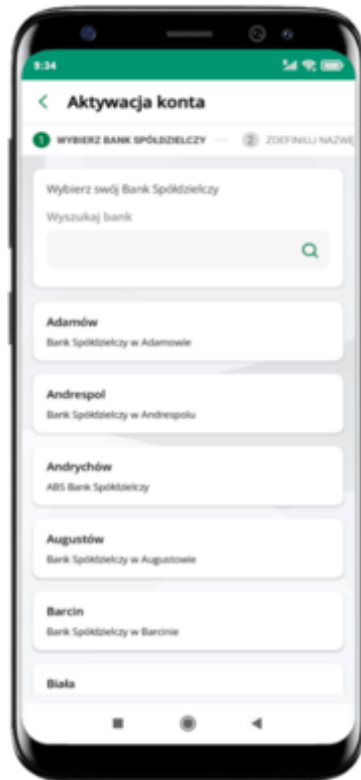 9:34
Aktywacja konta
1 WYBIERZ BANK SPÓŁDZIELCZY 2 ZDEFINIUJ NAZWĘ
Wybierz swój Bank Spółdzielczy
Wyszukaj bank
Adamów
Bank Spółdzielczy w Adamowie
Andrespol
Bank Spółdzielczy w Andrespolu
Andrychów
ABS Bank Spółdzielczy
Augustów
Bank Spółdzielczy w Augustowie
Barcin
Bank Spółdzielczy w Barcinie
Biała